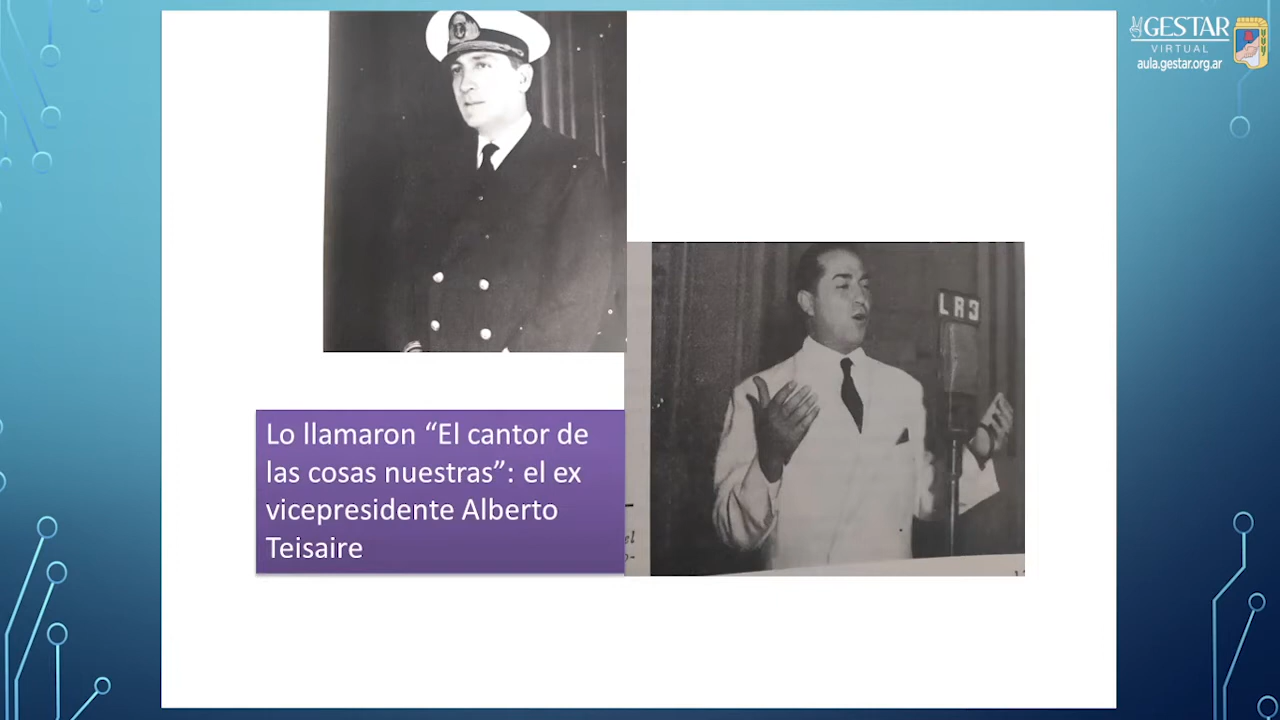 GESTAR
VIRTUAL
aula.gestar.org.ar
LR3
Lo llamaron “El cantor de
las cosas nuestras”: el ex
vicepresidente Alberto
Teisaire
el